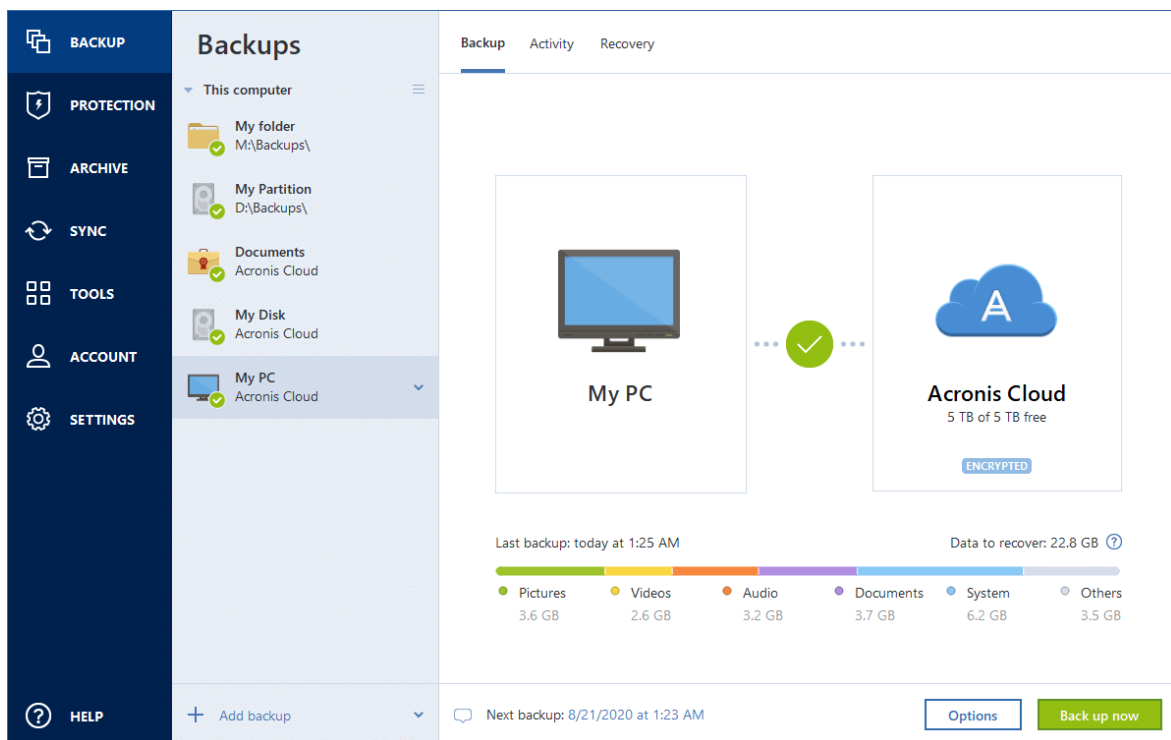 BACKUP
PROTECTION
ARCHIVE
SYNC
TOOLS
ACCOUNT
SETTINGS
HELP
Backups
This computer
My folder
M:\Backups\
My Partition
D:\Backups\
Documents
Acronis Cloud
My Disk
Acronis Cloud
My PC
Acronis Cloud
Add backup
Backup Activity Recovery
My PC
A
Acronis Cloud
5 TB of 5 TB free
ENCRYPTED
Last backup: today at 1:25 AM Data to recover: 22.8 GB ?
Pictures Videos Audio Documents System Others
3.6 GB 2.6 GB 3.2 GB 3.7 GB 6.2 GB 3.5 GB
Next backup: 8/21/2020 at 1:23 AM Options Back up now